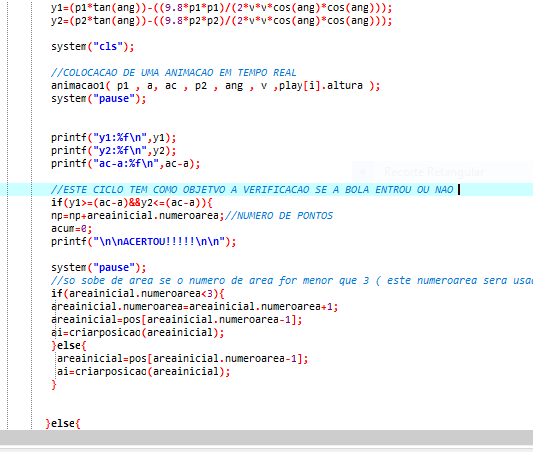 y1=(p1*tan(ang))-((9.8*p1*p1)/(2*v*v*cos(ang)*cos(ang)));
y2=(p2*tan(ang))-((9.8*p2*p2)/(2*v*v*cos(ang)*cos(ang)));
system("cls");
//COLOCACAO DE UMA ANIMACAO EM TEMPO REAL
animacao1( p1 , a, ac , p2 , ang , v ,play[i].altura );
system("pause");
printf("y1:%f\n",y1);
printf("y2:%f\n",y2);
printf("ac-a:%f\n",ac-a);
Recorte Retangular
//ESTE CICLO TEM COMO OBJETVO A VERIFICACAO SE A BOLA ENTROU OU NAO
if(y1>=(ac-a)&&y2<=(ac-a)){
np=np+areainicial.numeroarea;//NUMERO DE PONTOS
acum=0;
printf("\n\nACERTOU!!!!!\n\n");
system("pause");
//so sobe de area se o numero de area for menor que 3 ( este numeroarea sera usad
if(areainicial.numeroarea<3){
areainicial.numeroarea=areainicial.numeroarea+1;
areainicial=pos[areainicial.numeroarea-1];
ai=criarposicao(areainicial);
}else{
areainicial=pos[areainicial.numeroarea-1];
ai=criarposicao(areainicial);
}
}else{